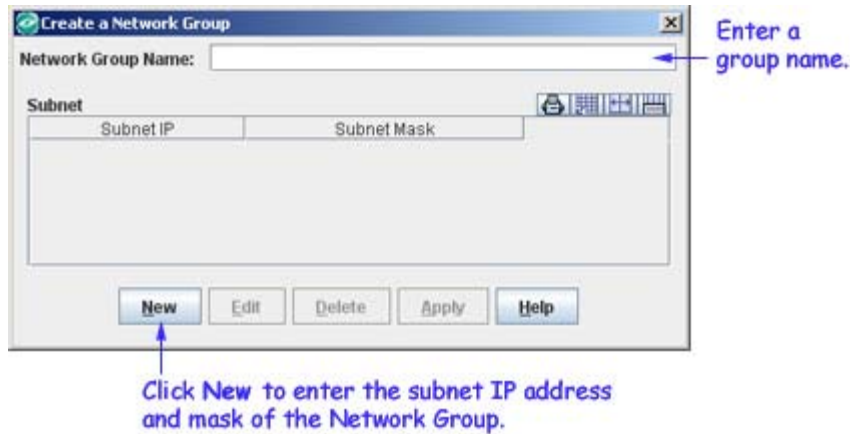 Create a Network Group
Enter a
group name.
Network Group Name:
Subnet
Subnet IP Subnet Mask
New Edit Delete Apply Help
Click New to enter the subnet IP address
and mask of the Network Group.